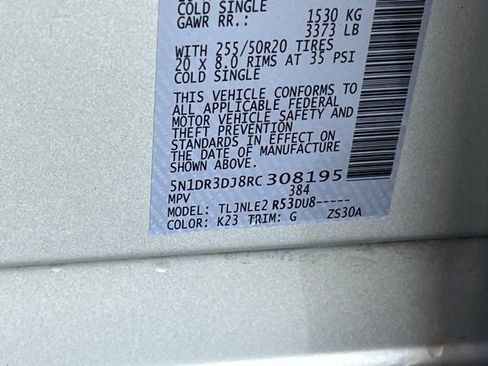 COLD SINGLE
GAWR RR.: 1530 KG
3373 LB
WITH 255/50R20 TIRES
20 X 8.0 RIMS AT 35 PSI
COLD SINGLE
THIS VEHICLE CONFORMS TO
ALL APPLICABLE FEDERAL
MOTOR VEHICLE SAFETY AND
THEFT PREVENTION
STANDARDS IN EFFECT ON
THE DATE OF MANUFACTURE
SHOWN ABOVE.
5N1DR3DJ8RC308195
MPV 384
MODEL: TLJNLE2 R53DU8-----
COLOR: K23 TRIM: G ZS30A